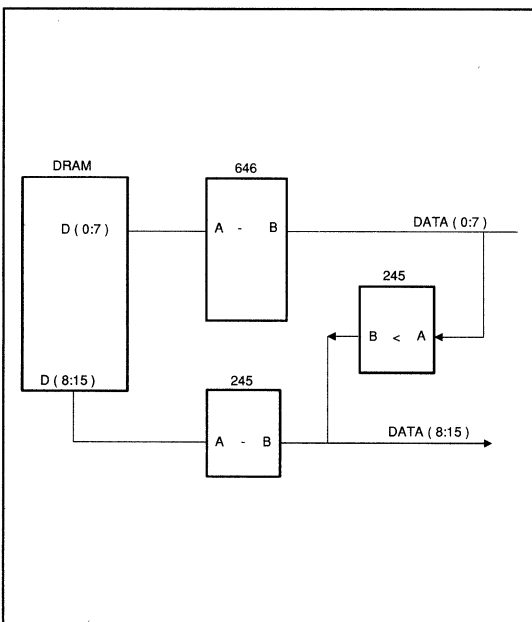 DRAM
646
D ( 0:7 )
A - B
DATA ( 0:7 )
245
B < A
D ( 8:15 )
245
A - B
DATA ( 8:15 )